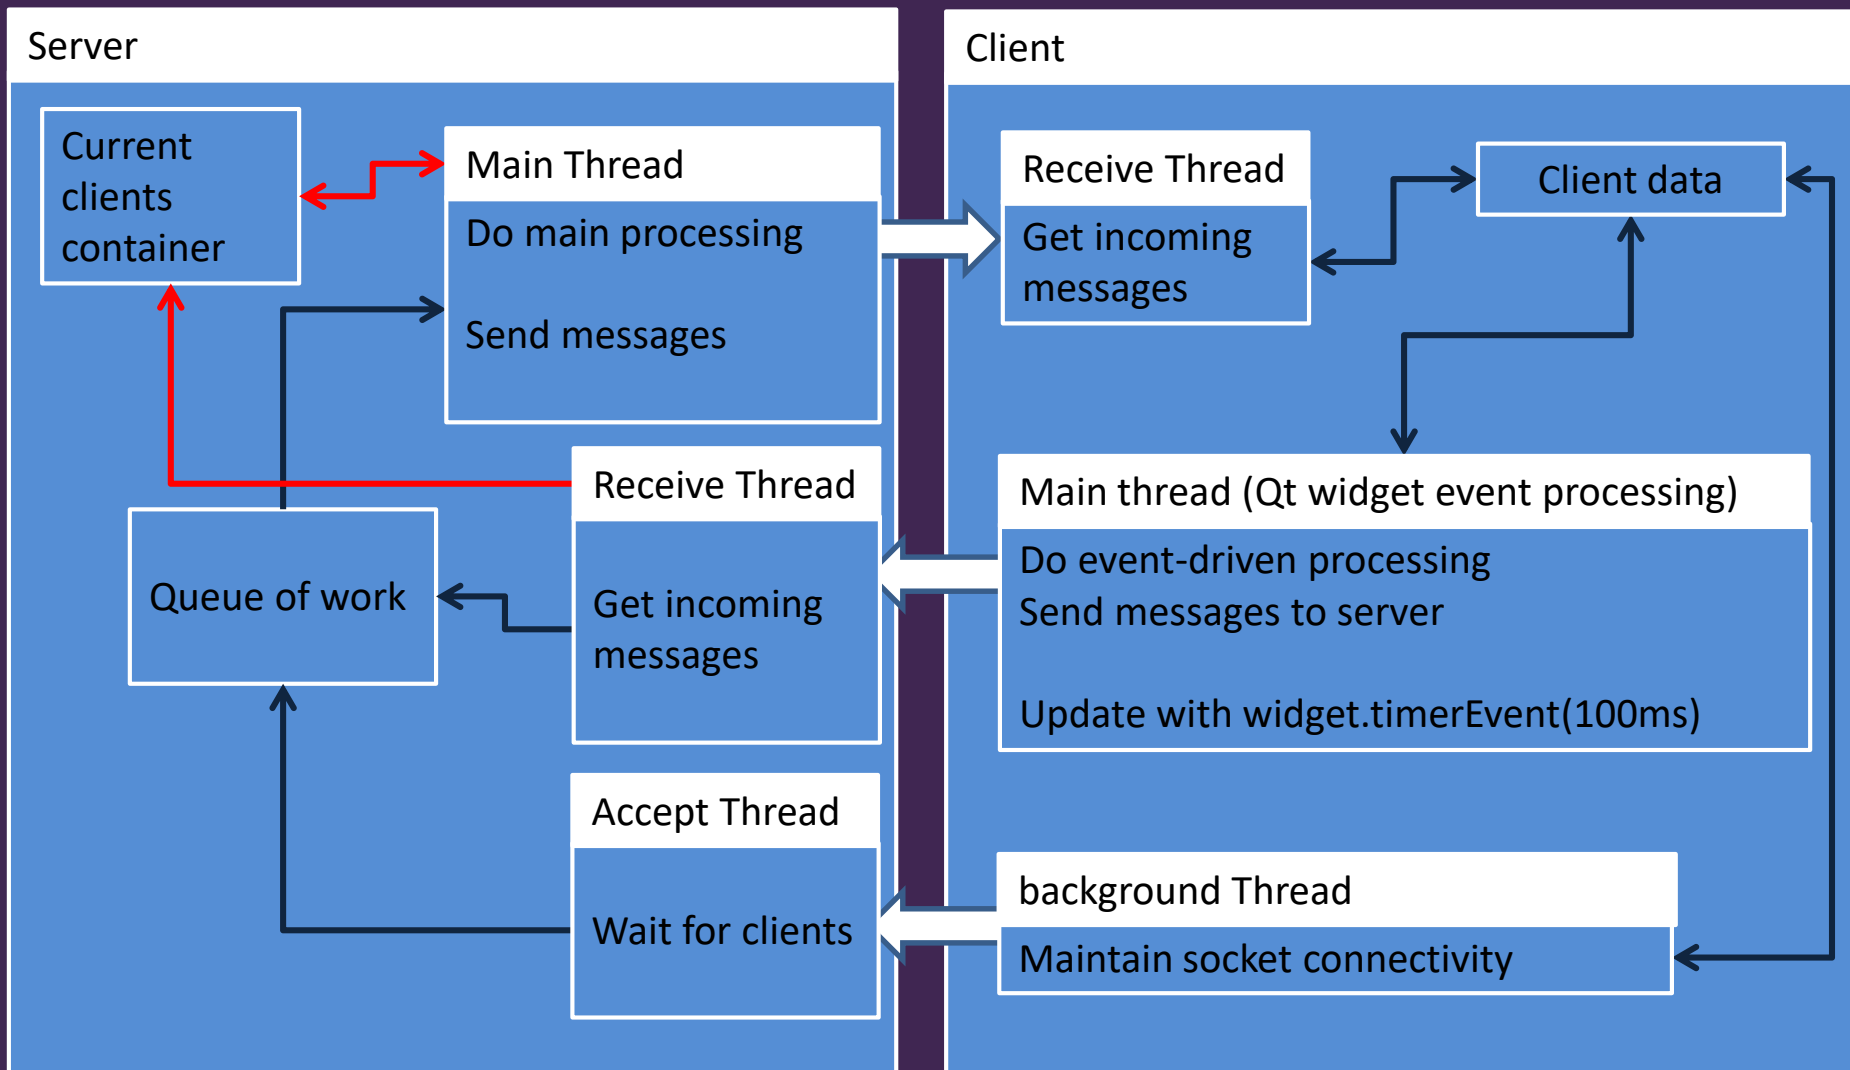 Server
Current
clients
container
Main Thread
Do main processing
Send messages
Receive Thread
Get incoming
messages
Queue of work
Accept Thread
Wait for clients
Client
Receive Thread
Get incoming
messages
Client data
Main thread (Qt widget event processing)
Do event-driven processing
Send messages to server
Update with widget.timerEvent(100ms)
background Thread
Maintain socket connectivity